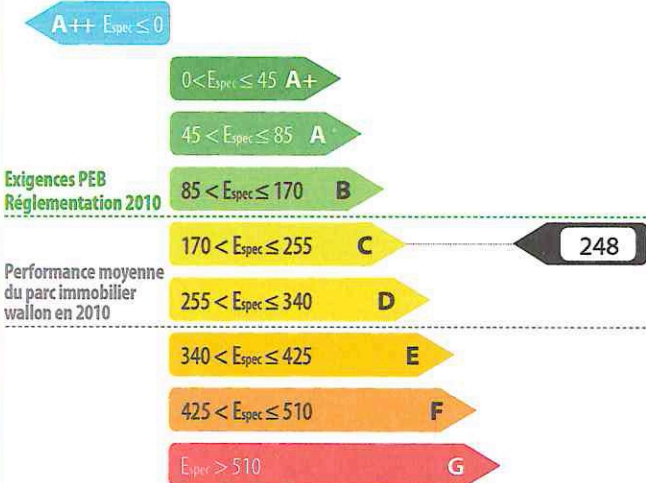 A++ Espec ≤ 0
0 < Espec ≤ 45 A+
45 < Espec ≤ 85 A
Exigences PEB
Réglementation 2010
85 < Espec ≤ 170 B
170 < Espec ≤ 255 C
248
Performance moyenne
du parc immobilier
wallon en 2010
255 < Espec ≤ 340 D
340 < Espec ≤ 425 E
425 < Espec ≤ 510 F
Espec > 510 G